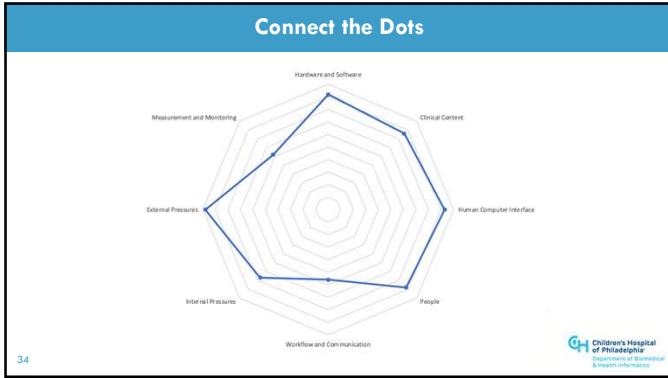 Connect the Dots
Hardware and Software
Measurement and Monitoring
Clinical Content
External Pressures
Human Computer Interface
Internal Pressures
People
Workflow and Communication
34
Children's Hospital
of Philadelphia
Department of Biomedical
& Health Informatics